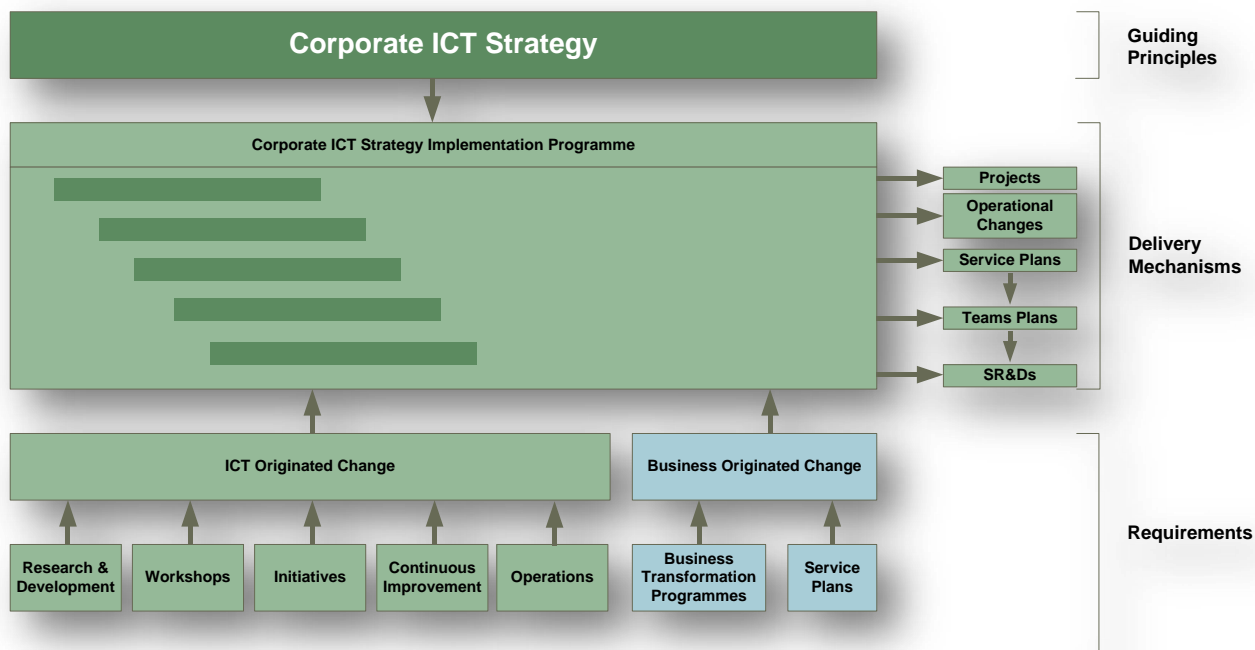 Corporate ICT Strategy
Guiding
Principles
Corporate ICT Strategy Implementation Programme
Projects
Operational
Changes
Service Plans
Teams Plans
SR&Ds
Delivery
Mechanisms
ICT Originated Change
Business Originated Change
Requirements
Research &
Development
Workshops
Initiatives
Continuous
Improvement
Operations
Business
Transformation
Programmes
Service
Plans